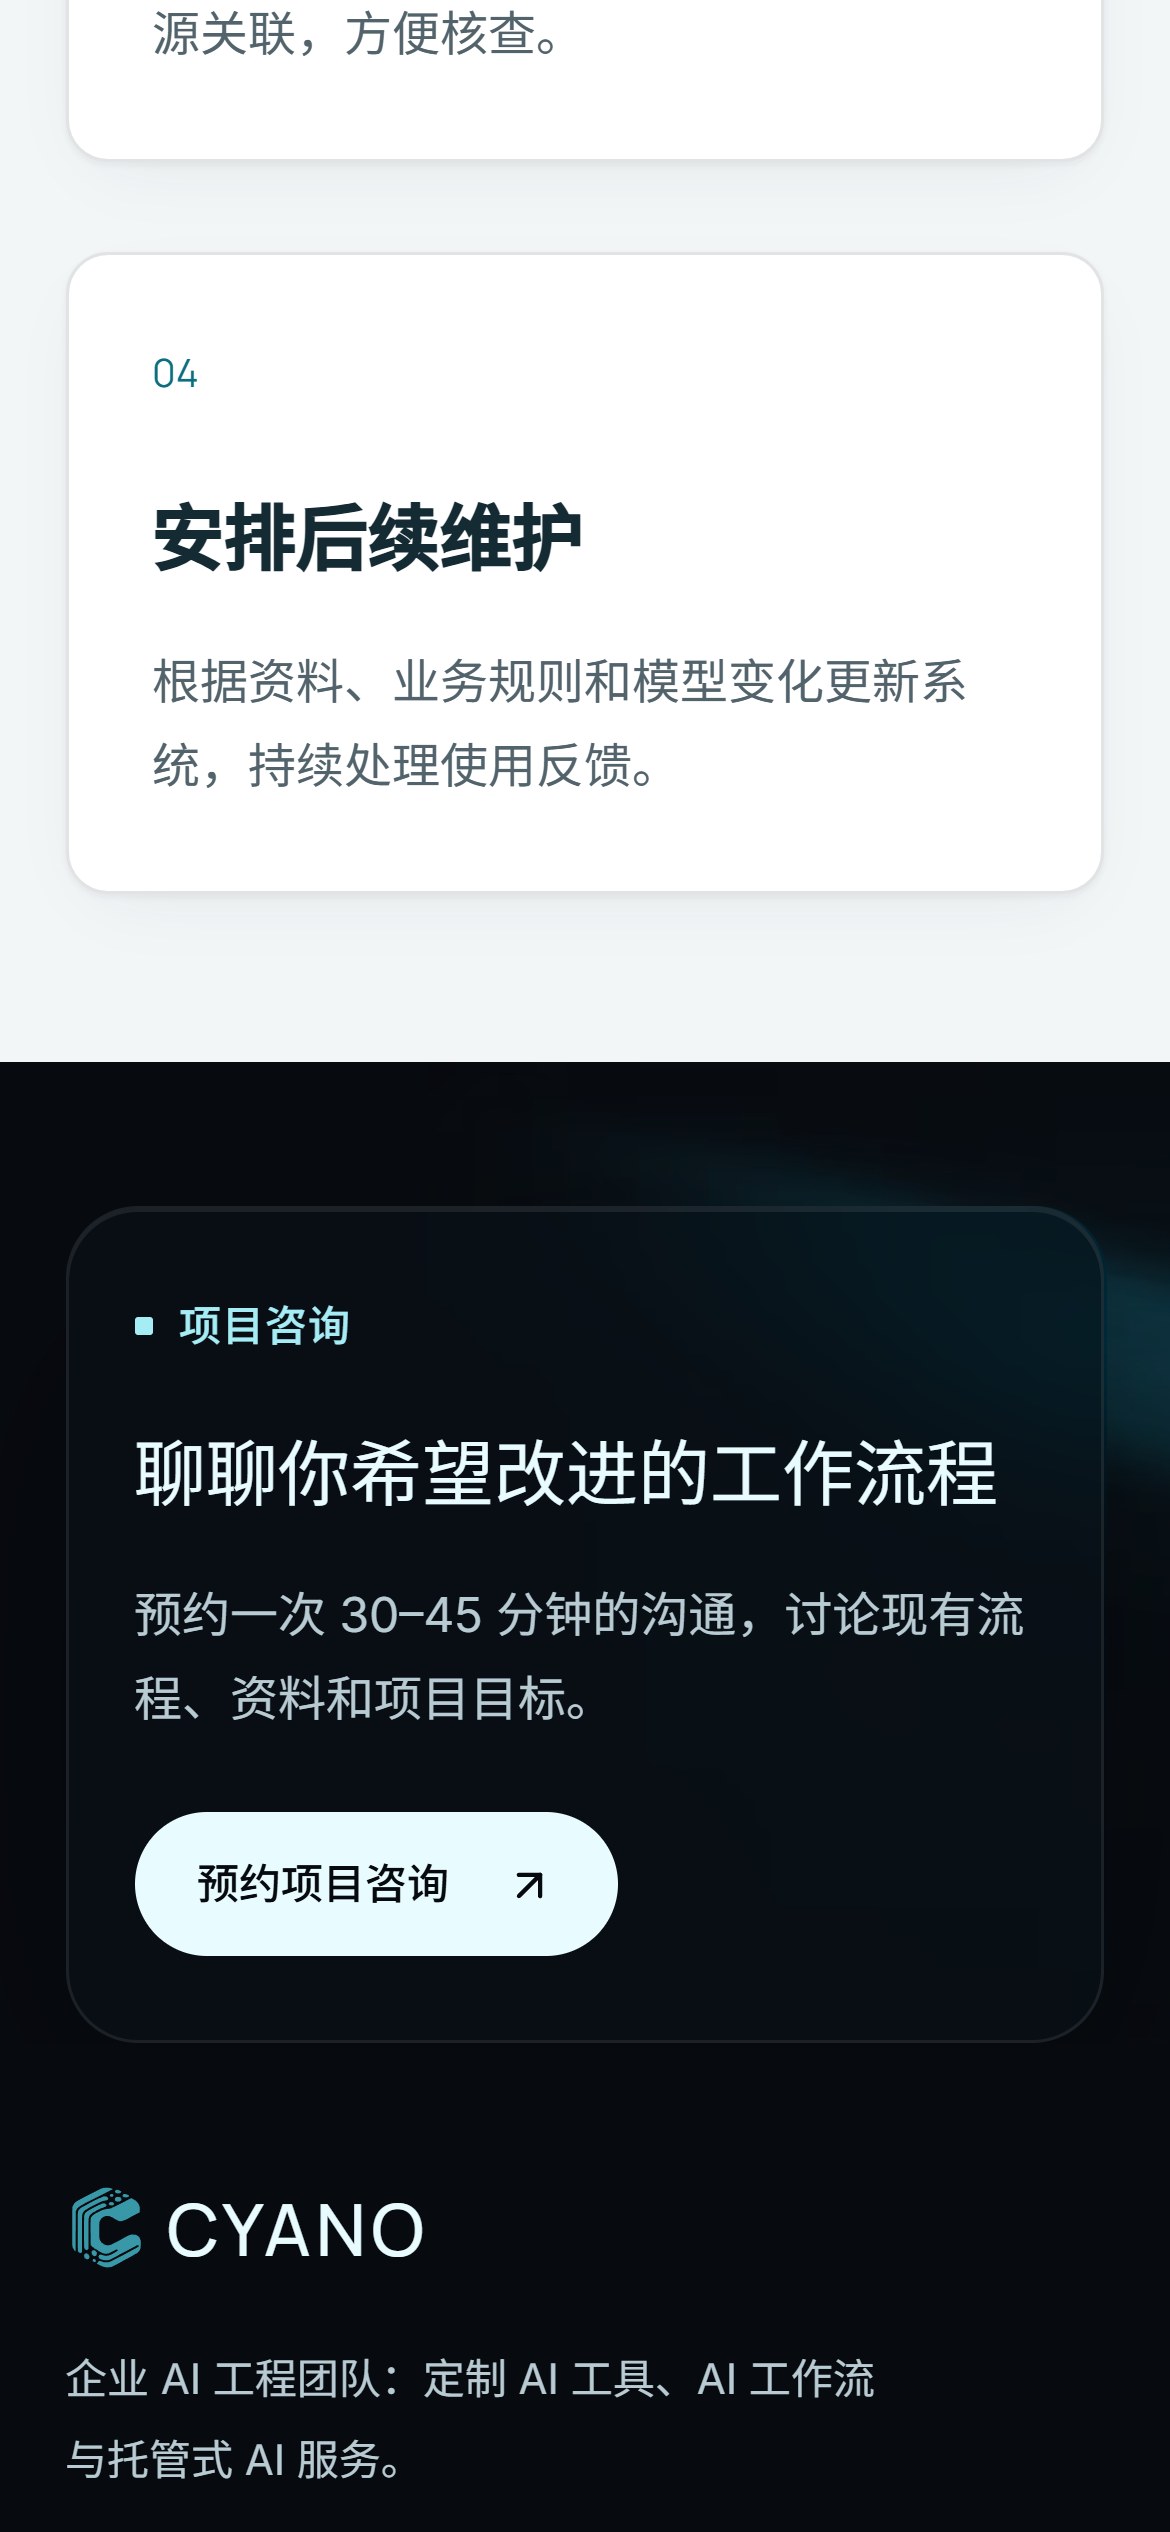 源关联，方便核查。
04
安排后续维护
根据资料、业务规则和模型变化更新系
统，持续处理使用反馈。
项目咨询
聊聊你希望改进的工作流程
预约一次 30–45 分钟的沟通，讨论现有流
程、资料和项目目标。
预约项目咨询
CYANO
企业 AI 工程团队：定制 AI 工具、AI 工作流
与托管式 AI 服务。